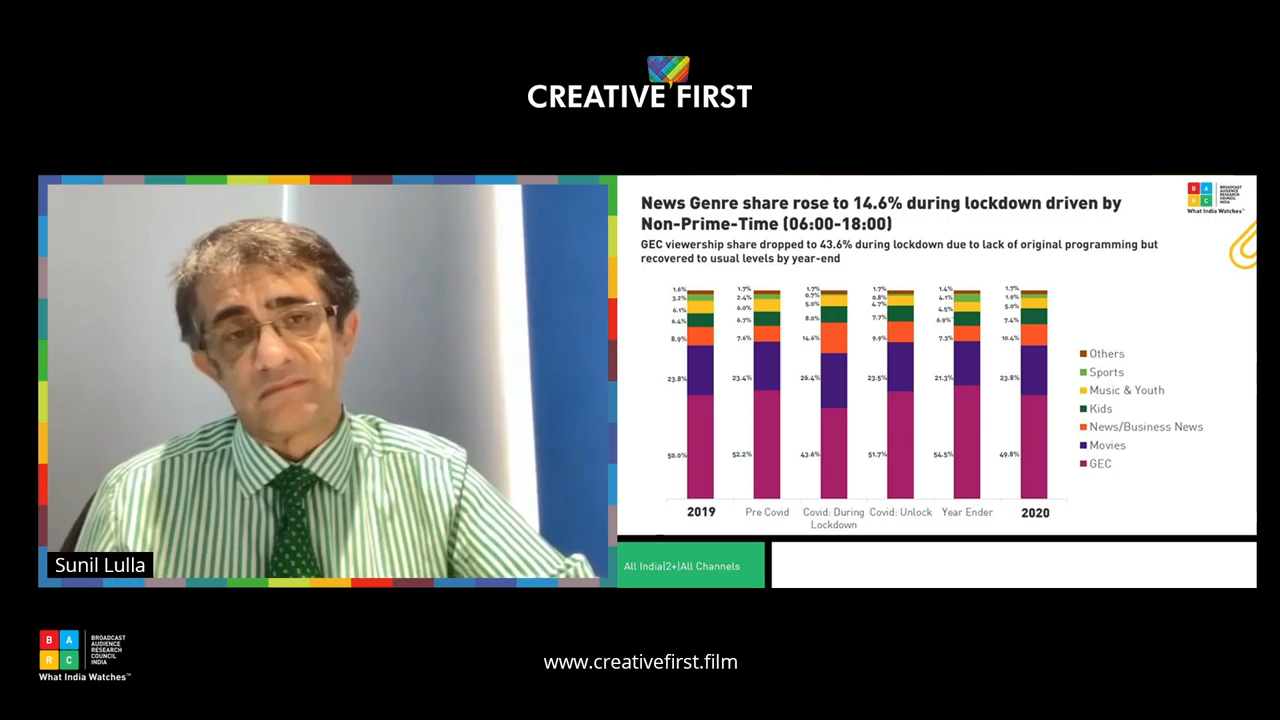 CREATIVE FIRST
News Genre share rose to 14.6% during lockdown driven by
Non-Prime-Time (06:00-18:00)
GEC viewership share dropped to 43.6% during lockdown due to lack of original programming but
recovered to usual levels by year-end
B A R C
BROADCAST
AUDIENCE
RESEARCH
COUNCIL
INDIA
What India Watches™
1.6% 1.7% 1.7% 1.7% 1.4% 1.7%
3.2% 2.4% 0.7% 0.8% 4.1% 1.9%
6.1% 6.0% 5.0% 4.7% 4.5% 5.0%
6.4% 6.7% 8.0% 7.7% 6.9% 7.4%
8.9% 7.6% 14.6% 9.9% 7.3% 10.4%
23.8% 23.4% 26.4% 23.5% 21.3% 23.8%
50.0% 52.2% 43.6% 51.7% 54.5% 49.8%
2019 Pre Covid Covid: During Covid: Unlock Year Ender 2020
Lockdown
Others
Sports
Music & Youth
Kids
News/Business News
Movies
GEC
Sunil Lulla
All India|2+|All Channels
B A R C
BROADCAST
AUDIENCE
RESEARCH
COUNCIL
INDIA
What India Watches™
www.creativefirst.film